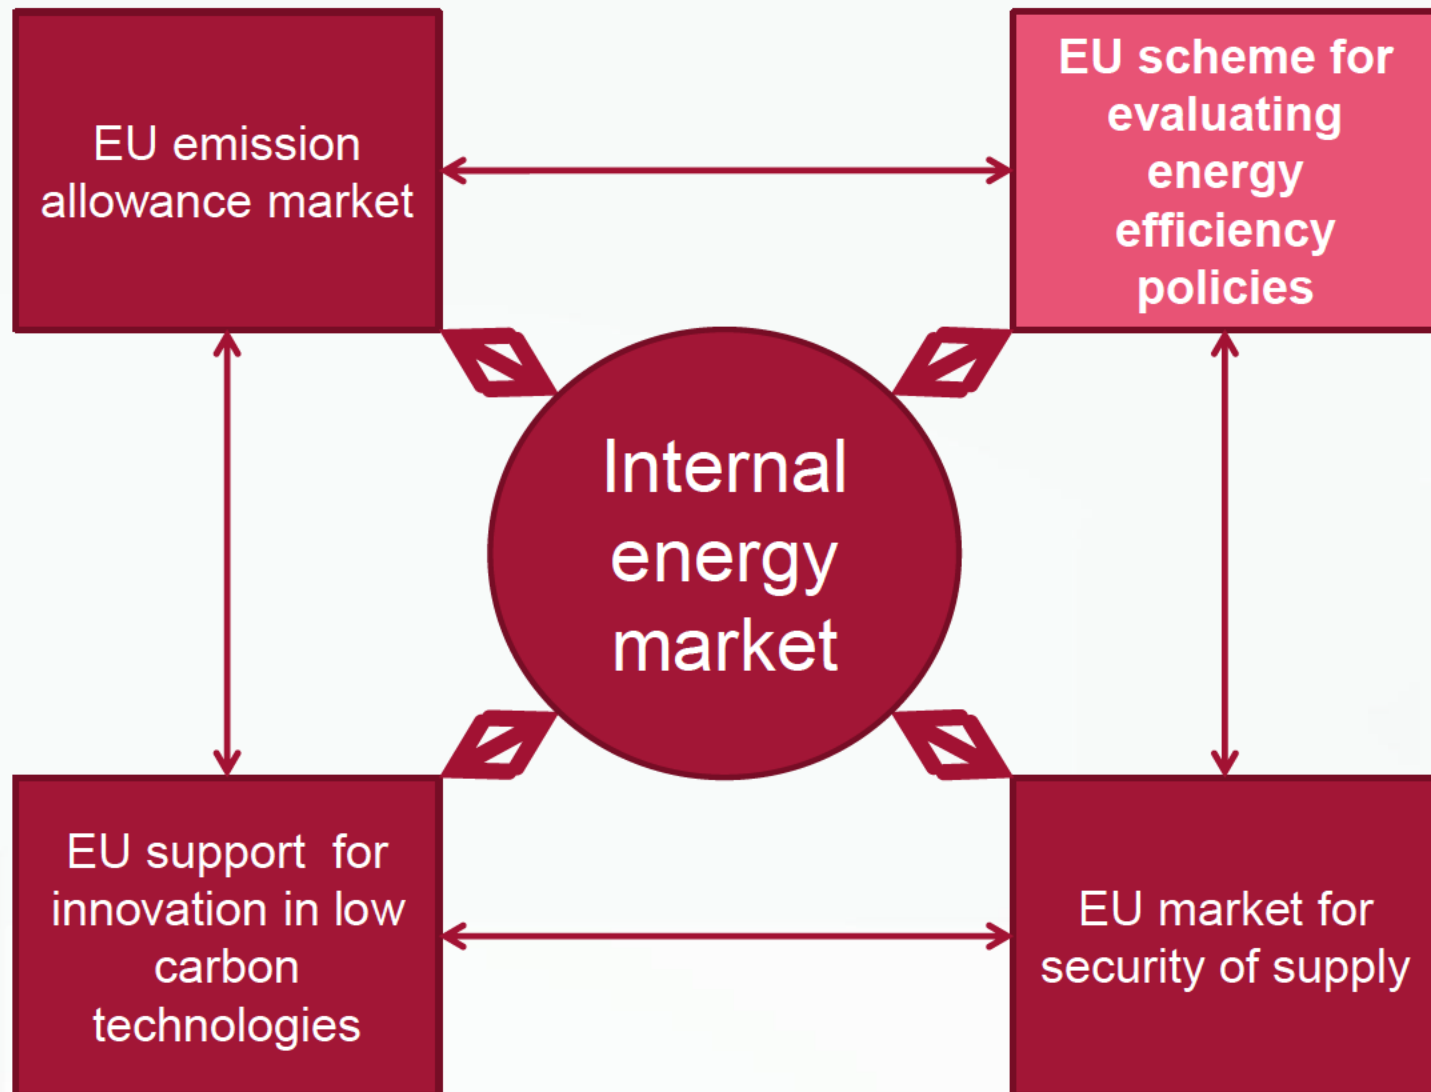 EU emission
allowance market
EU scheme for
evaluating
energy
efficiency
policies
Internal
energy
market
EU support  for
innovation in low
carbon
technologies
EU market for
security of supply